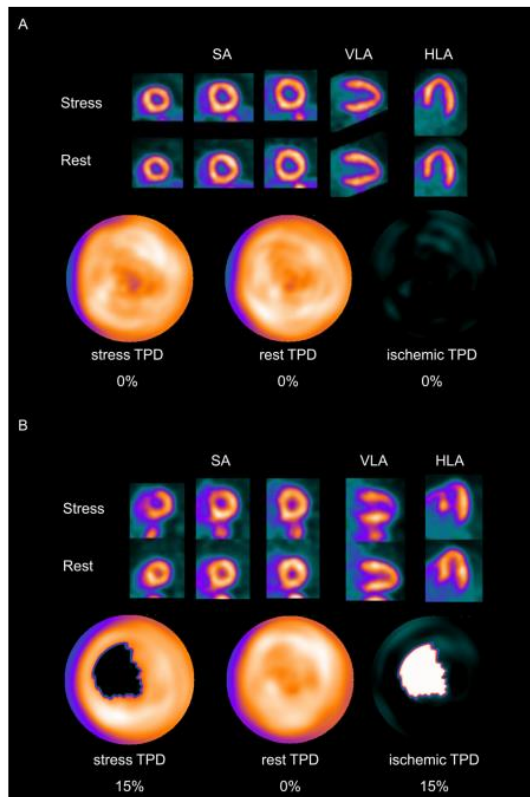 A
SA VLA HLA
Stress
Rest
stress TPD rest TPD ischemic TPD
0% 0% 0%
B
SA VLA HLA
Stress
Rest
stress TPD rest TPD ischemic TPD
15% 0% 15%